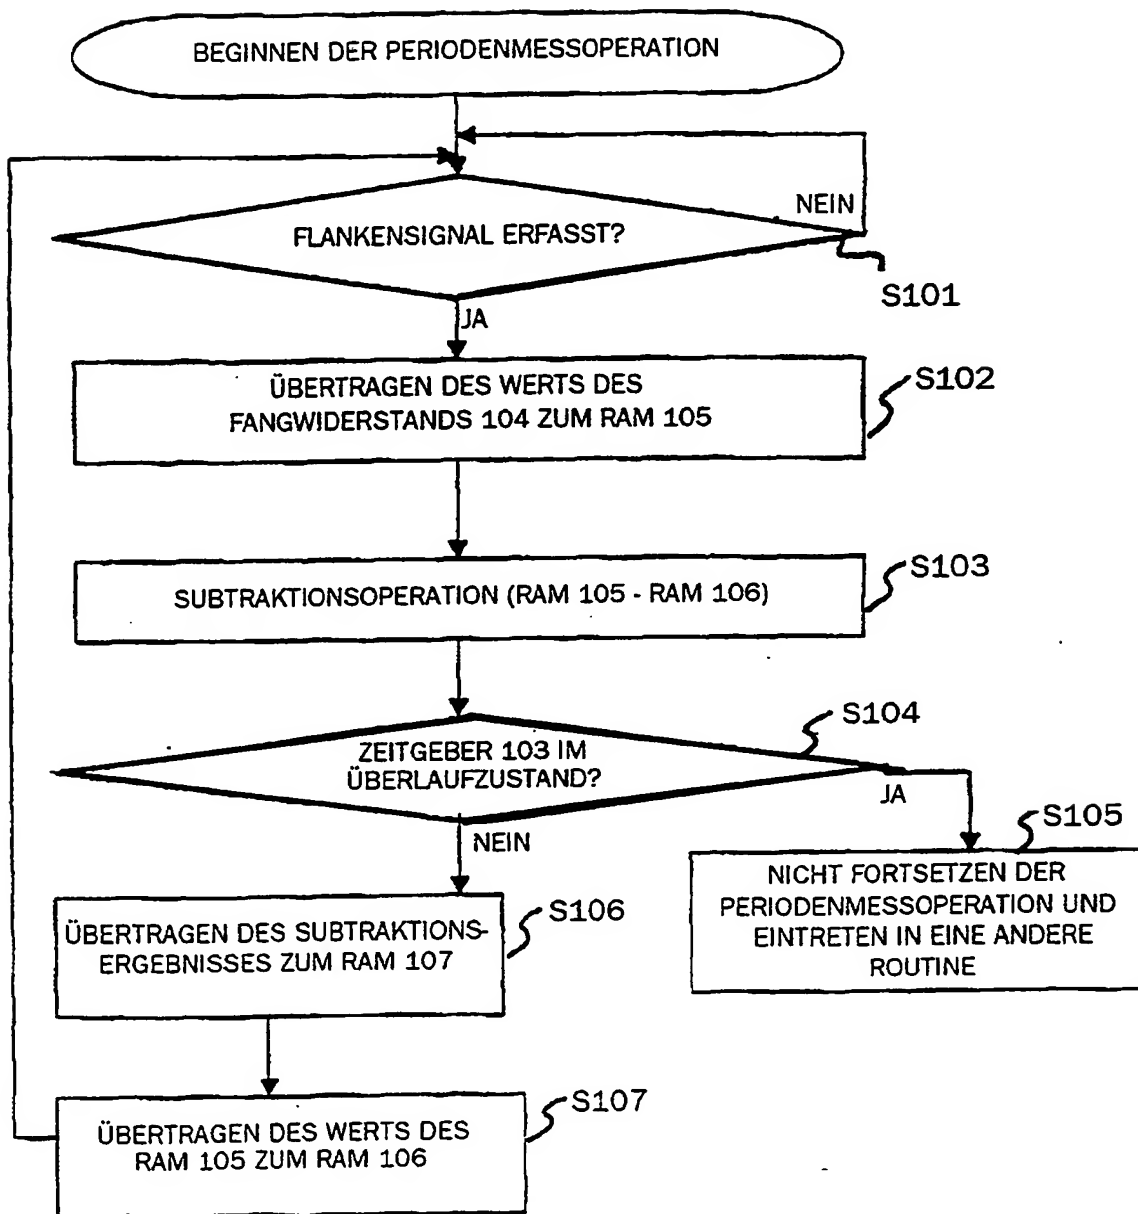 BEGINNEN DER PERIODENMESSOPERATION
NEIN
FLANKENSIGNAL ERFASST?
S101
JA
ÜBERTRAGEN DES WERTS DES
FANGWIDERSTANDS 104 ZUM RAM 105
S102
SUBTRAKTIONSOPERATION (RAM 105 - RAM 106)
S103
S104
ZEITGEBER 103 IM
ÜBERLAUFZUSTAND?
JA
NEIN
S105
NICHT FORTSETZEN DER
PERIODENMESSOPERATION UND
EINTRETEN IN EINE ANDERE
ROUTINE
S106
ÜBERTRAGEN DES SUBTRAKTIONS-
ERGEBNISSES ZUM RAM 107
S107
ÜBERTRAGEN DES WERTS DES
RAM 105 ZUM RAM 106